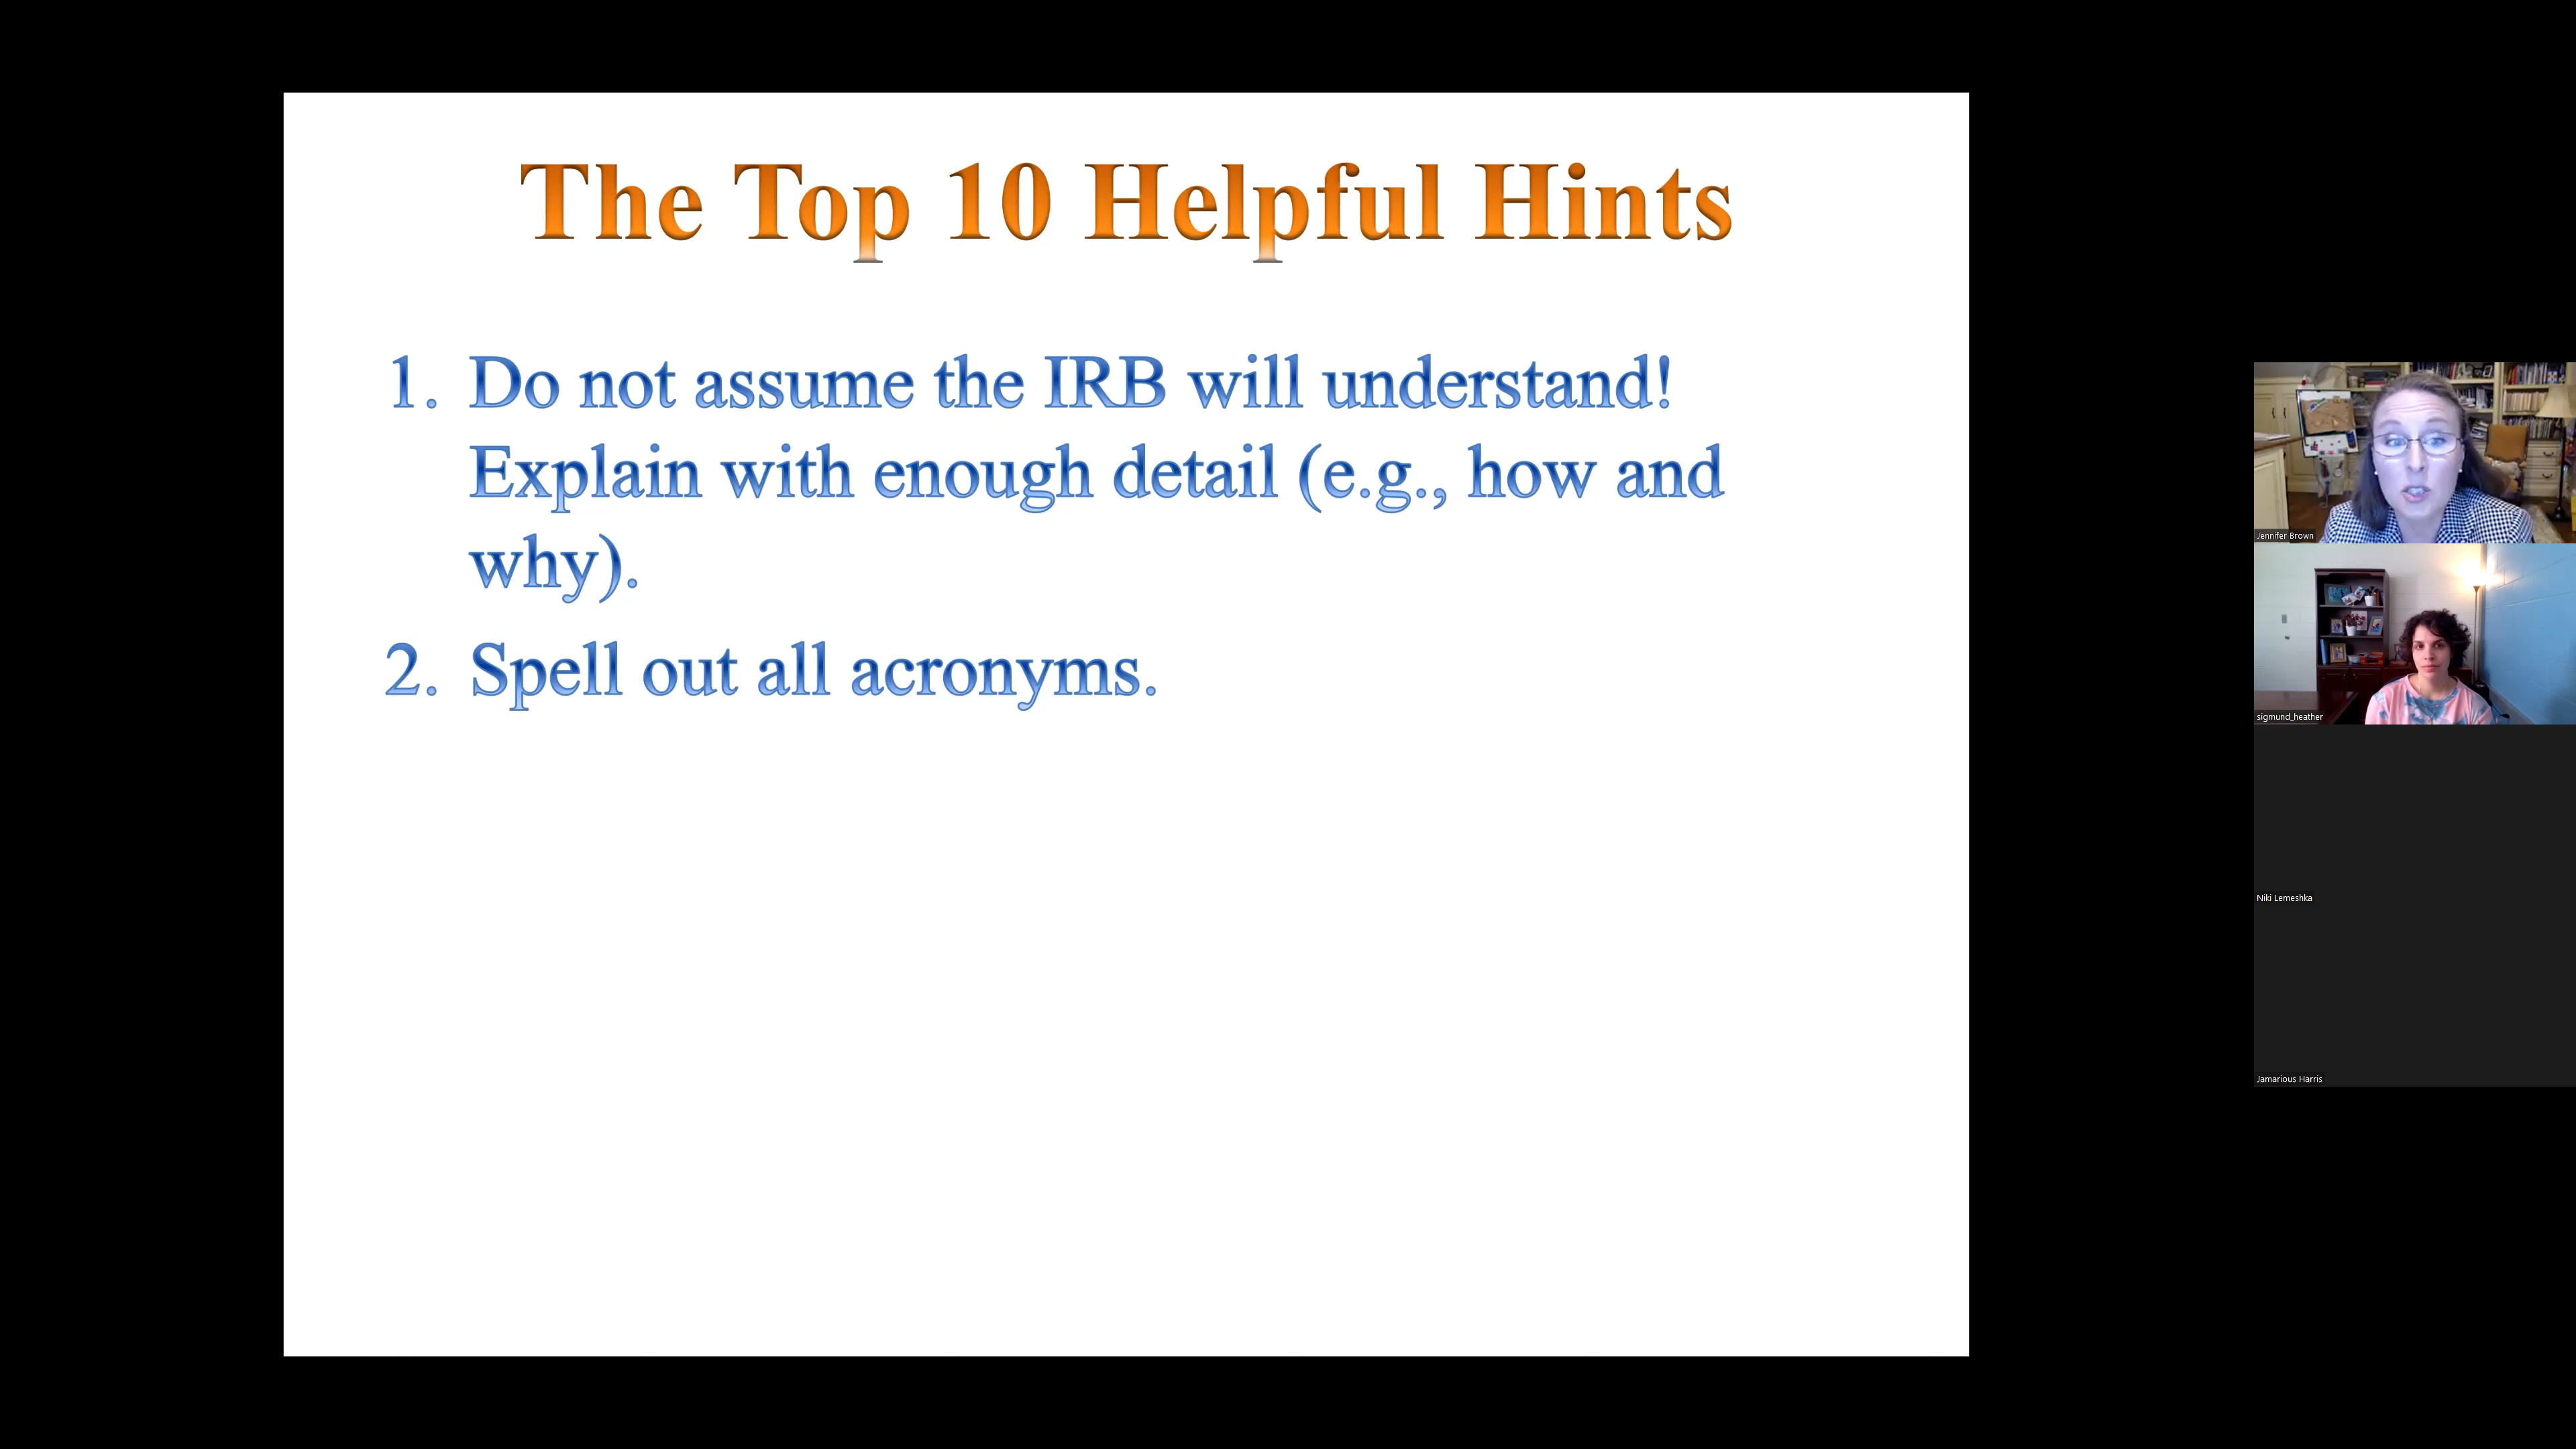 The Top 10 Helpful Hints
1. Do not assume the IRB will understand!
Explain with enough detail (e.g., how and
why).
2. Spell out all acronyms.
Jennifer Brown
sigmund_heather
Niki Lemeshka
Jamarious Harris